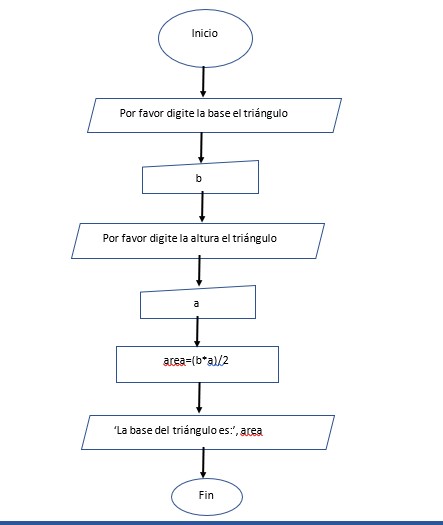 Inicio
Por favor digite la base el triángulo
b
Por favor digite la altura el triángulo
a
area=(b*a)/2
‘La base del triángulo es:’, area
Fin